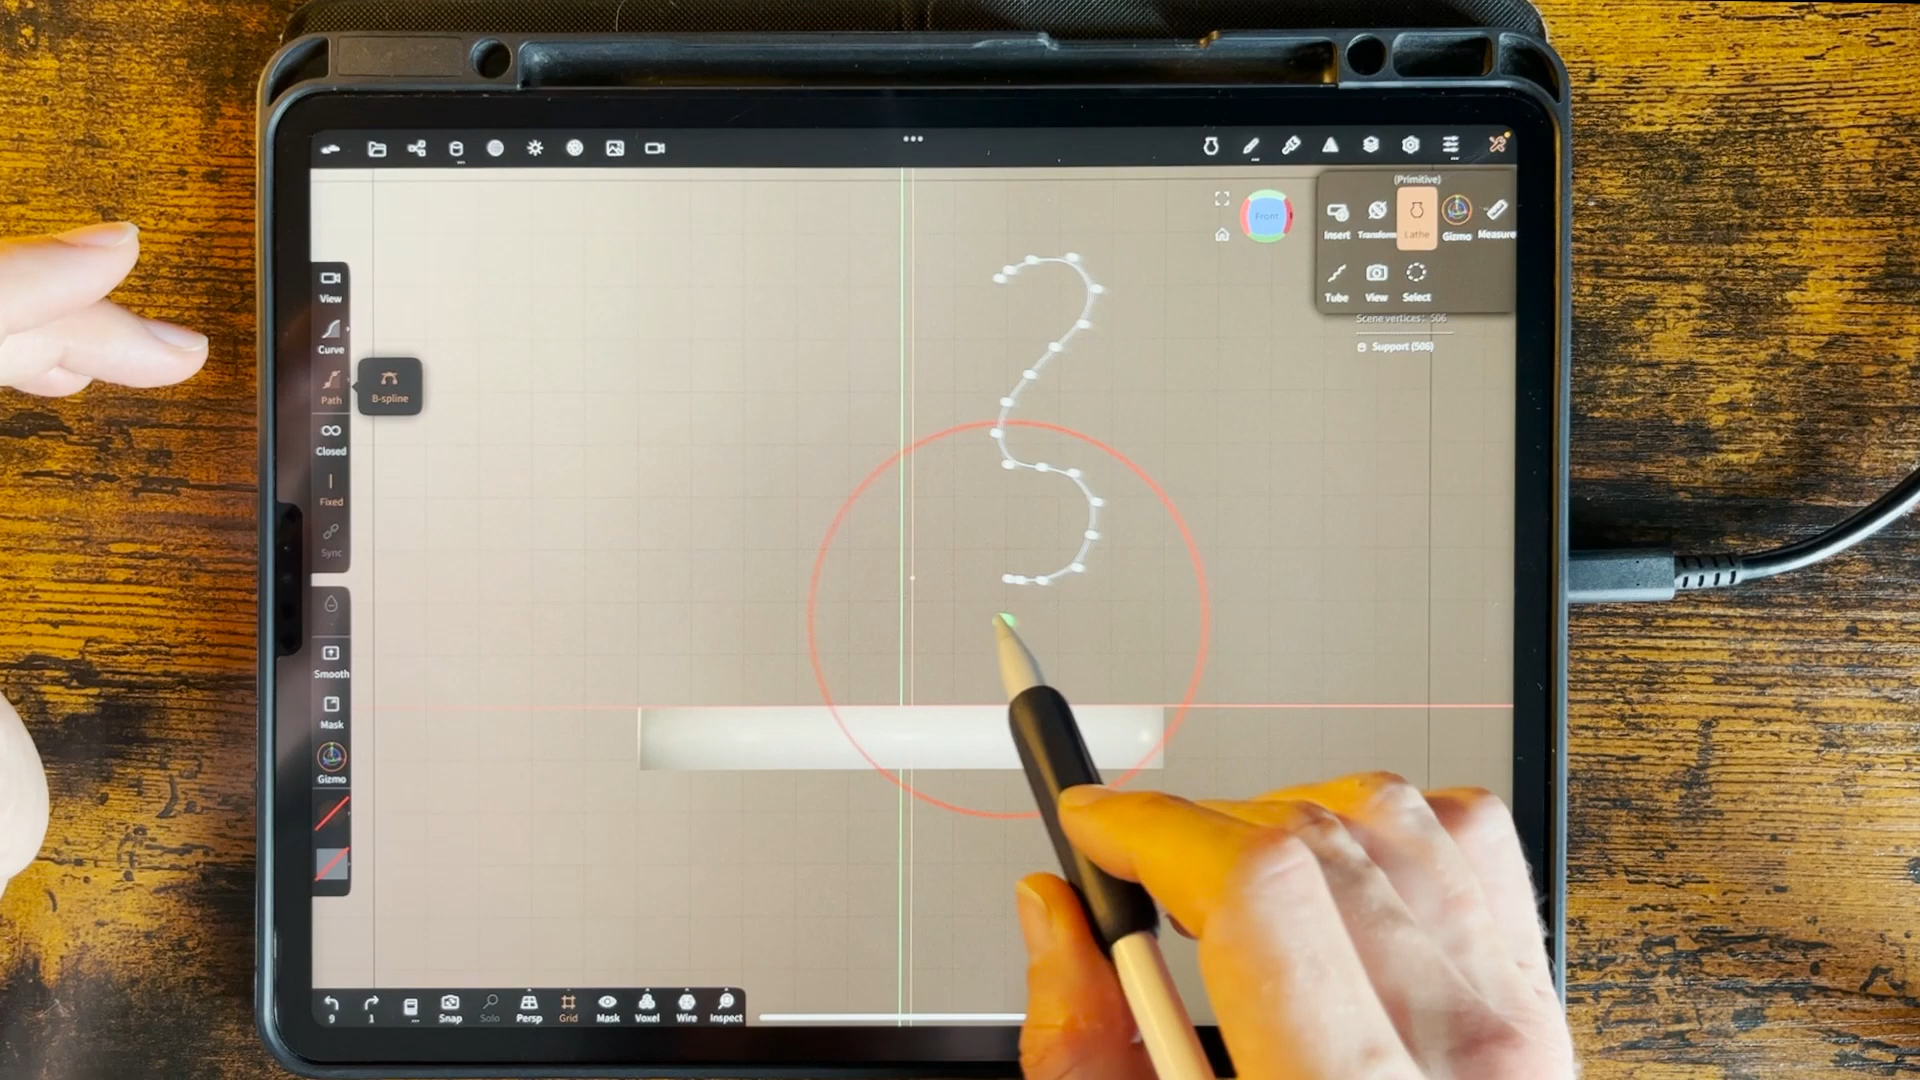 (Primitive)
Insert
Transform
Lathe
Gizmo
Measure
Front
View
Tube
View
Select
Scene vertices: 506
Curve
Support (506)
Path
B-spline
Closed
Fixed
Sync
Smooth
Mask
Gizmo
9
1
Snap
Solo
Persp
Grid
Mask
Voxel
Wire
Inspect